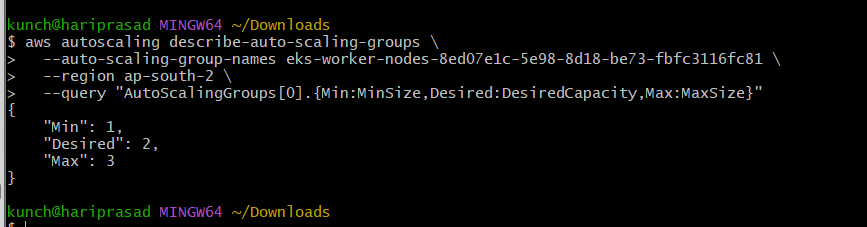 kunch@hariprasad MINGW64 ~/Downloads
$ aws autoscaling describe-auto-scaling-groups \
>   --auto-scaling-group-names eks-worker-nodes-8ed07e1c-5e98-8d18-be73-fbfc3116fc81 \
>   --region ap-south-2 \
>   --query "AutoScalingGroups[0].{Min:MinSize,Desired:DesiredCapacity,Max:MaxSize}"
{
    "Min": 1,
    "Desired": 2,
    "Max": 3
}
kunch@hariprasad MINGW64 ~/Downloads
$